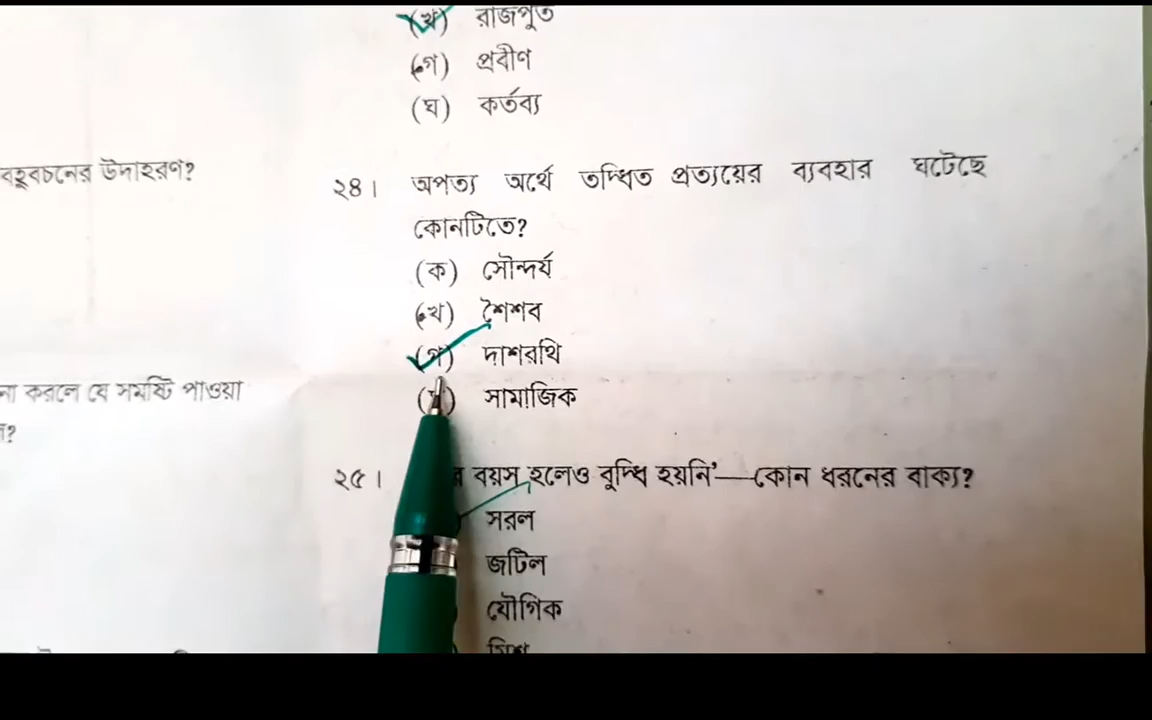 (খ) রাজপুত
(গ) প্রবীণ
(ঘ) কর্তব্য
বহুবচনের উদাহরণ?
২৪। অপত্য অর্থে তদ্ধিত প্রত্যয়ের ব্যবহার ঘটেছে
কোনটিতে?
(ক) সৌন্দর্য
(খ) শৈশব
(গ) দাশরথি
সামাজিক
না করলে যে সমষ্টি পাওয়া
২৫। বয়স হলেও বুদ্ধি হয়নি’—কোন ধরনের বাক্য?
সরল
জটিল
যৌগিক